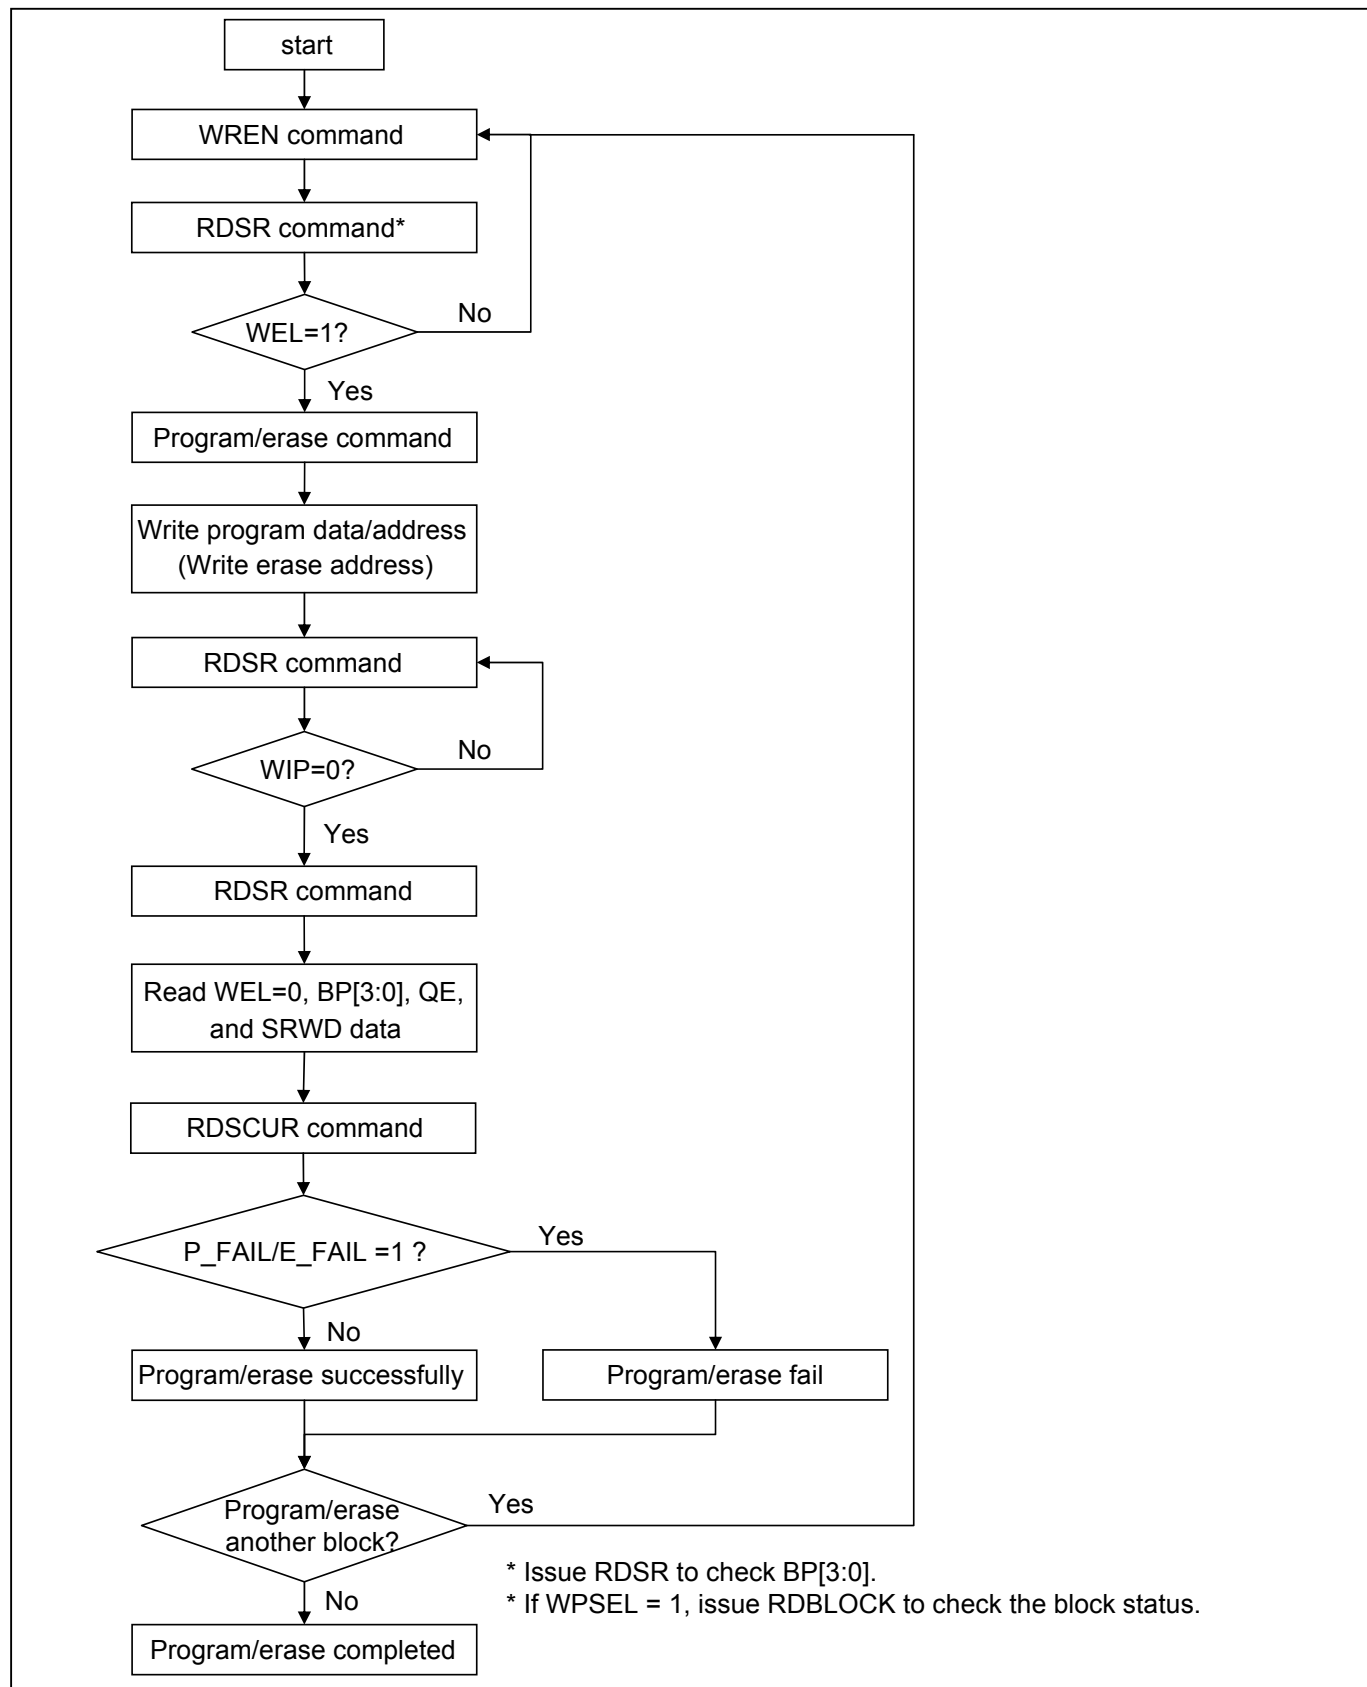 start
WREN command
RDSR command*
WEL=1?
No
Yes
Program/erase command
Write program data/address
(Write erase address)
RDSR command
WIP=0?
No
Yes
RDSR command
Read WEL=0, BP[3:0], QE,
and SRWD data
RDSCUR command
P_FAIL/E_FAIL =1 ?
Yes
No
Program/erase successfully
Program/erase fail
Program/erase
another block?
Yes
No
* Issue RDSR to check BP[3:0].
* If WPSEL = 1, issue RDBLOCK to check the block status.
Program/erase completed